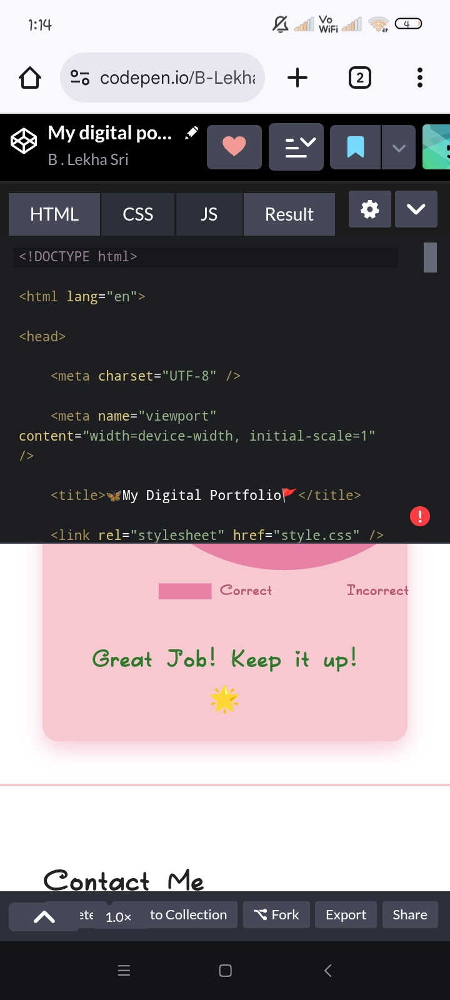 1:14
Vo
WiFi
4
codepen.io/B-Lekha
2
My digital po...
B . Lekha Sri
HTML CSS JS Result
<!DOCTYPE html>
<html lang="en">
<head>
<meta charset="UTF-8" />
<meta name="viewport"
content="width=device-width, initial-scale=1"
/>
<title>🦋My Digital Portfolio🚩</title>
!
<link rel="stylesheet" href="style.css" />
Correct Incorrect
Great Job! Keep it up!
🌟
Contact Me
1.0× to Collection Fork Export Share